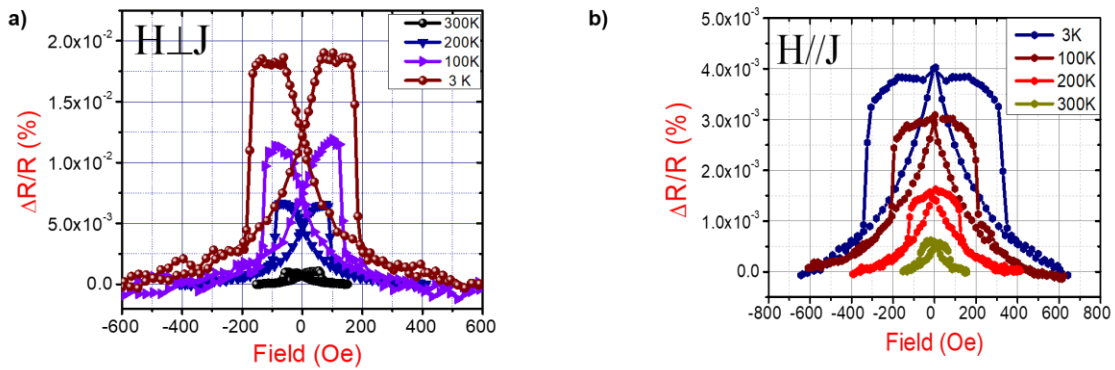 a)
H⊥J
300K
200K
100K
3 K
2.0x10⁻²
1.5x10⁻²
1.0x10⁻²
5.0x10⁻³
0.0
-600 -400 -200 0 200 400 600
ΔR/R (%)
Field (Oe)
b)
H//J
3K
100K
200K
300K
5.0x10⁻³
4.0x10⁻³
3.0x10⁻³
2.0x10⁻³
1.0x10⁻³
0.0
-800 -600 -400 -200 0 200 400 600 800
ΔR/R (%)
Field (Oe)